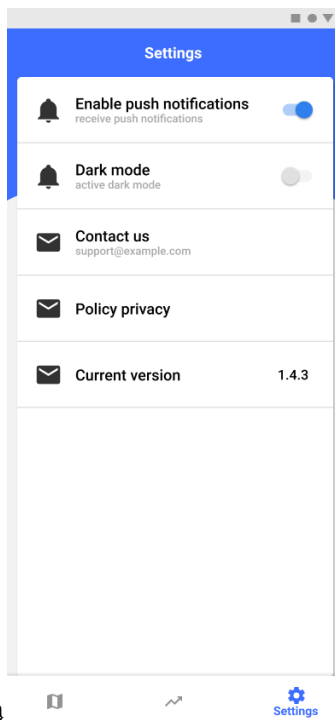 Settings
Enable push notifications
receive push notifications
Dark mode
active dark mode
Contact us
support@example.com
Policy privacy
Current version 1.4.3
Settings